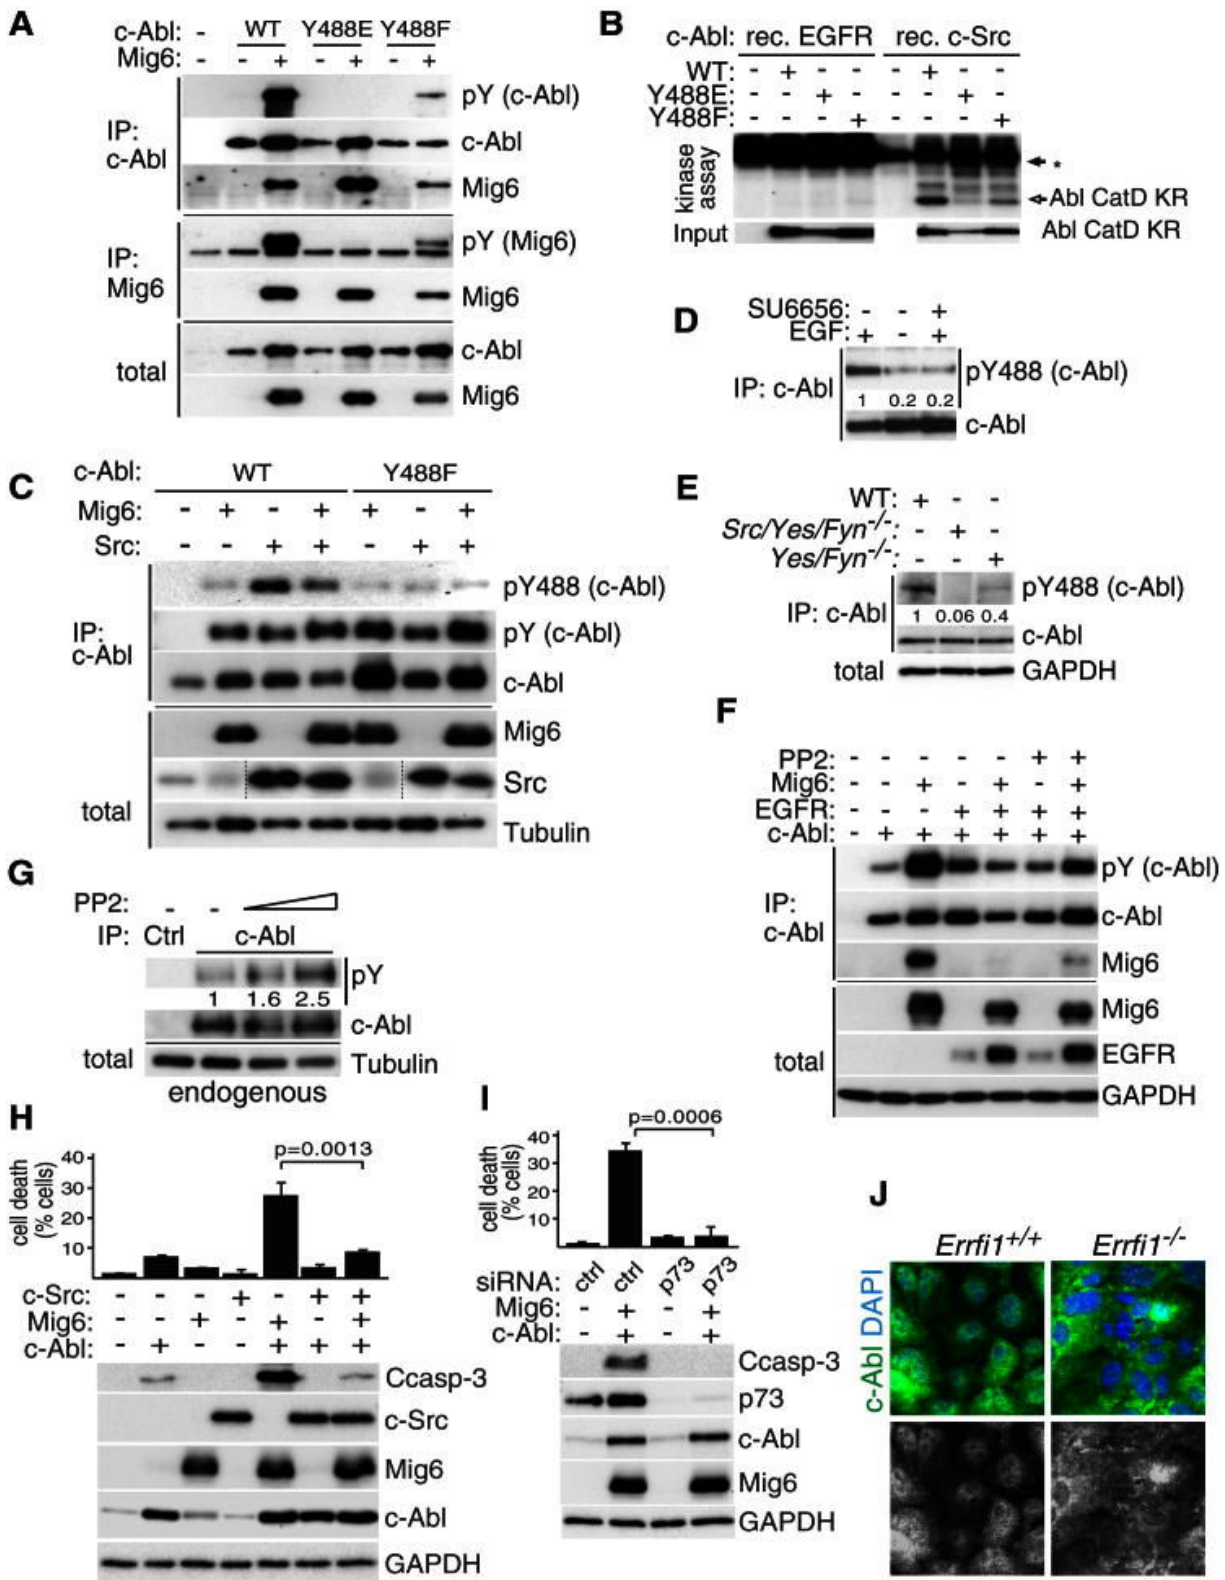 A
c-Abl: - WT Y488E Y488F
Mig6: - - + - + - +
IP: c-Abl
pY (c-Abl)
c-Abl
Mig6
IP: Mig6
pY (Mig6)
Mig6
total
c-Abl
Mig6
B
c-Abl: rec. EGFR rec. c-Src
WT: - + - - - + - -
Y488E: - - + - - - + -
Y488F: - - - + - - - +
kinase assay
*
Abl CatD KR
Input Abl CatD KR
D
SU6656: - - +
EGF: + - +
IP: c-Abl
pY488 (c-Abl)
1 0.2 0.2
c-Abl
C
c-Abl: WT Y488F
Mig6: - + - + + - +
Src: - - + + - + +
IP: c-Abl
pY488 (c-Abl)
pY (c-Abl)
c-Abl
total
Mig6
Src
Tubulin
E
WT: + - -
Src/Yes/Fyn-/-: - + -
Yes/Fyn-/-: - - +
IP: c-Abl
pY488 (c-Abl)
1 0.06 0.4
c-Abl
total GAPDH
F
PP2: - - - - - + +
Mig6: - - + - + - +
EGFR: - - - + + + +
c-Abl: - + + + + + +
IP: c-Abl
pY (c-Abl)
c-Abl
Mig6
total
Mig6
EGFR
GAPDH
G
PP2: - -
IP: Ctrl c-Abl
pY
1 1.6 2.5
c-Abl
total Tubulin
endogenous
H
cell death (% cells)
40
30
20
10
p=0.0013
c-Src: - - - + - + +
Mig6: - - + - + - +
c-Abl: - + - - + + +
Ccasp-3
c-Src
Mig6
c-Abl
GAPDH
I
cell death (% cells)
40
30
20
10
p=0.0006
siRNA: ctrl ctrl p73 p73
Mig6: - + - +
c-Abl: - + - +
Ccasp-3
p73
c-Abl
Mig6
GAPDH
J
Errfi1+/+ Errfi1-/-
c-Abl DAPI